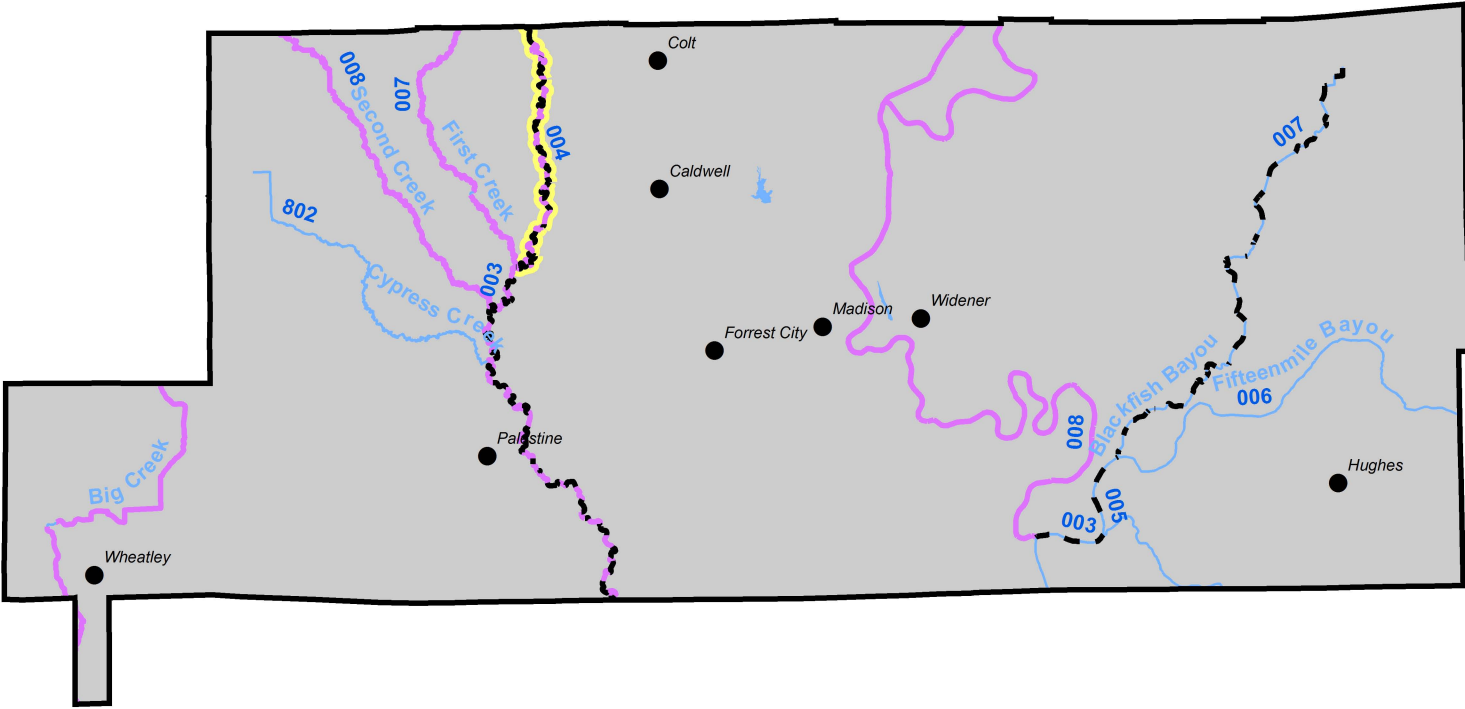 Colt
008
Second Creek
007
First Creek
004
007
Caldwell
802
003
Cypress Creek
Madison
Widener
Forrest City
Blackfish Bayou
Fifteenmile Bayou
006
008
Palestine
Big Creek
Hughes
005
003
Wheatley